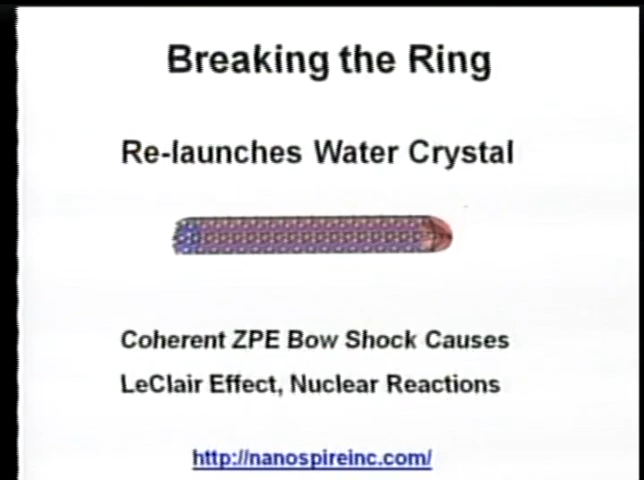 Breaking the Ring
Re-launches Water Crystal
Coherent ZPE Bow Shock Causes
LeClair Effect, Nuclear Reactions
http://nanospireinc.com/